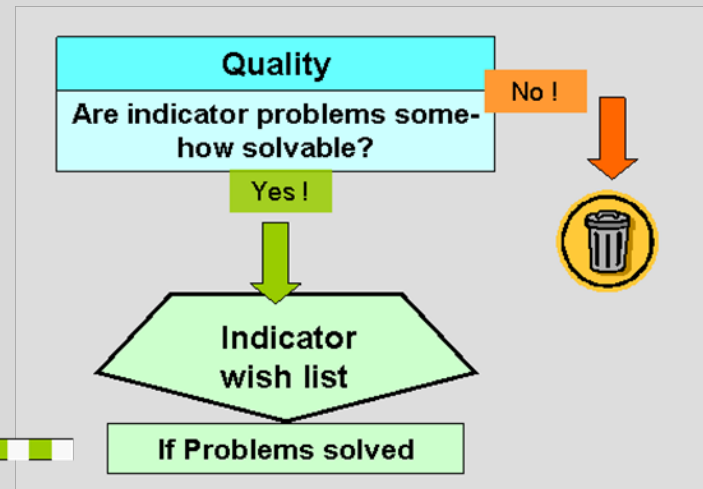 Quality
No !
Are indicator problems some-
how solvable?
Yes !
Indicator
wish list
If Problems solved